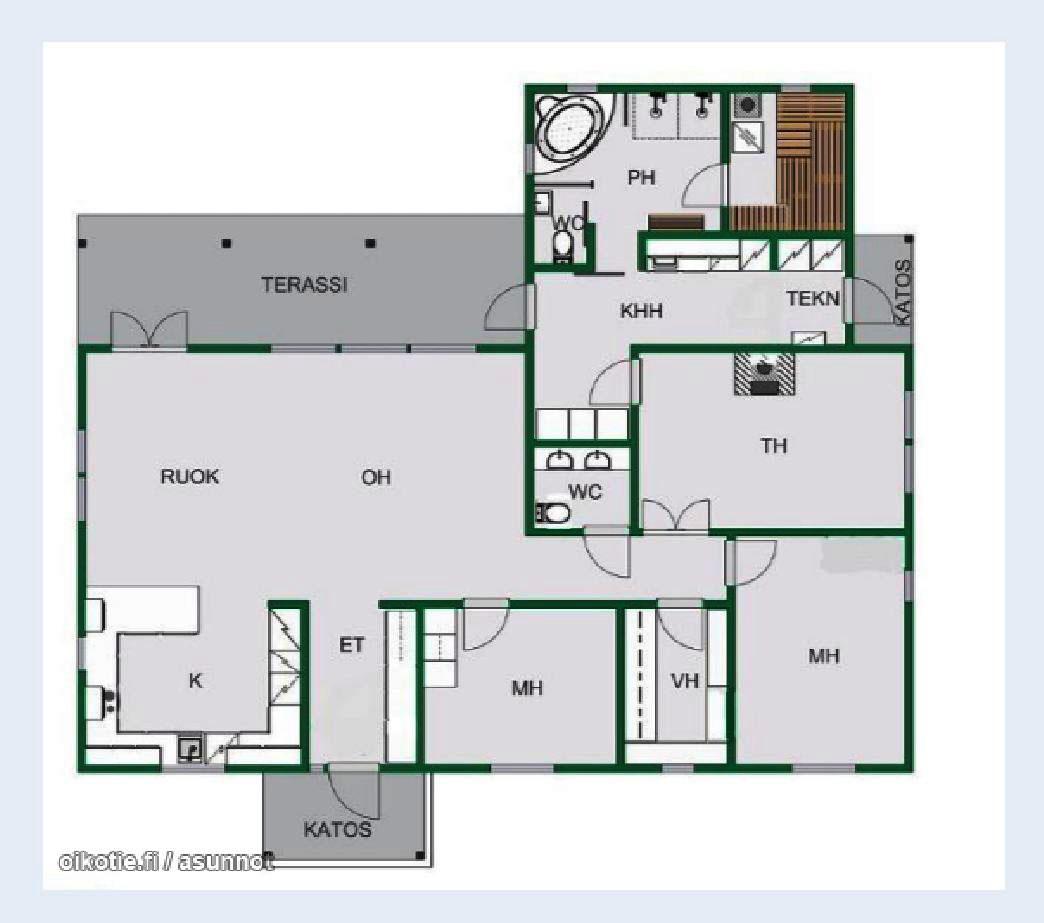 PH
WC
TERASSI
KATOS
TEKN
KHH
TH
RUOK
OH
WC
ET
MH
K
MH
VH
KATOS
oikotie.fi / asunnot